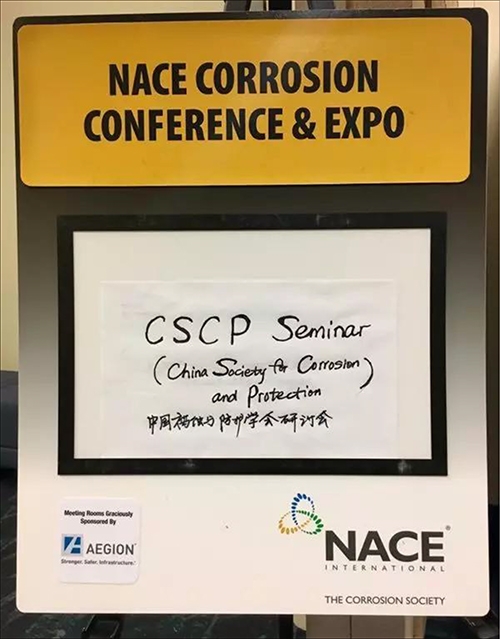 NACE CORROSION
CONFERENCE & EXPO
CSCP Seminar
(China Society for Corrosion
and Protection)
中国腐蚀与防护学会研讨会
Meeting Rooms Graciously
Sponsored By
AEGION®
Stronger. Safer. Infrastructure.®
NACE®
INTERNATIONAL
THE CORROSION SOCIETY